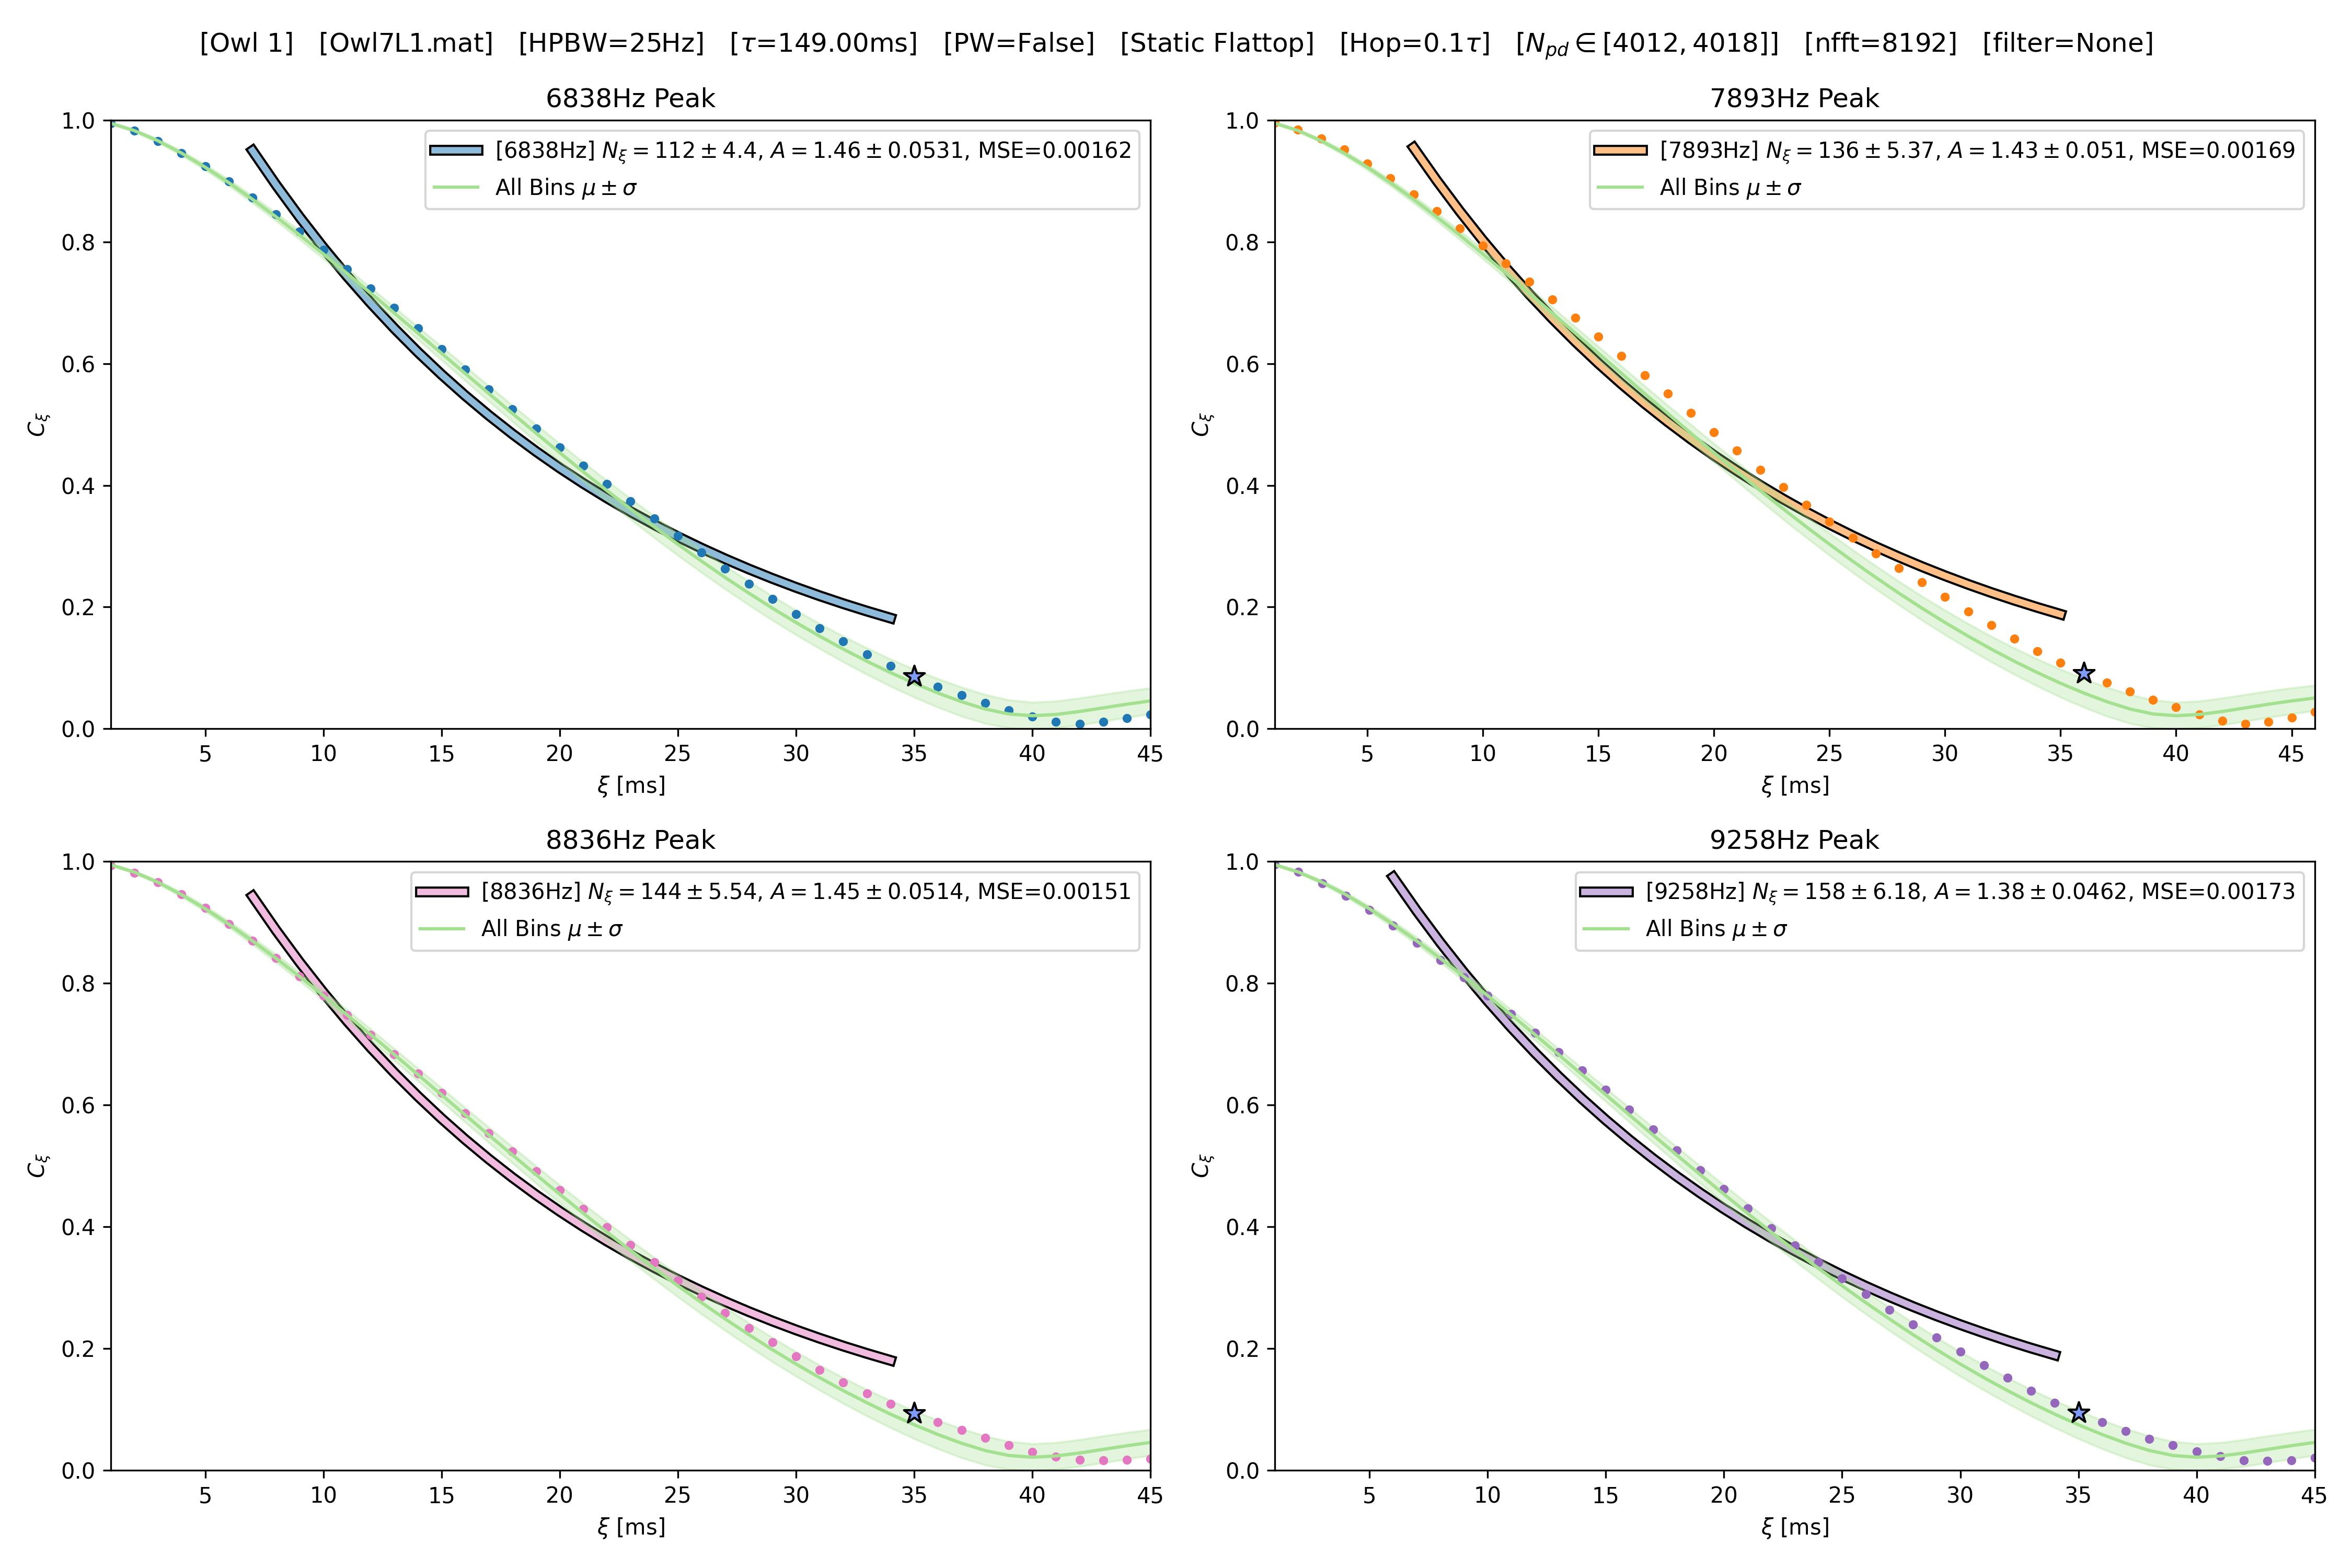 [Owl 1] [Owl7L1.mat] [HPBW=25Hz] [τ=149.00ms] [PW=False] [Static Flattop] [Hop=0.1τ] [N_pd ∈ [4012, 4018]] [nfft=8192] [filter=None]
6838Hz Peak
[6838Hz] N_ξ = 112 ± 4.4, A = 1.46 ± 0.0531, MSE=0.00162
All Bins μ ± σ
1.0
0.8
0.6
0.4
0.2
0.0
C_ξ
5 10 15 20 25 30 35 40 45
ξ [ms]
7893Hz Peak
[7893Hz] N_ξ = 136 ± 5.37, A = 1.43 ± 0.051, MSE=0.00169
All Bins μ ± σ
1.0
0.8
0.6
0.4
0.2
0.0
C_ξ
5 10 15 20 25 30 35 40 45
ξ [ms]
8836Hz Peak
[8836Hz] N_ξ = 144 ± 5.54, A = 1.45 ± 0.0514, MSE=0.00151
All Bins μ ± σ
1.0
0.8
0.6
0.4
0.2
0.0
C_ξ
5 10 15 20 25 30 35 40 45
ξ [ms]
9258Hz Peak
[9258Hz] N_ξ = 158 ± 6.18, A = 1.38 ± 0.0462, MSE=0.00173
All Bins μ ± σ
1.0
0.8
0.6
0.4
0.2
0.0
C_ξ
5 10 15 20 25 30 35 40 45
ξ [ms]